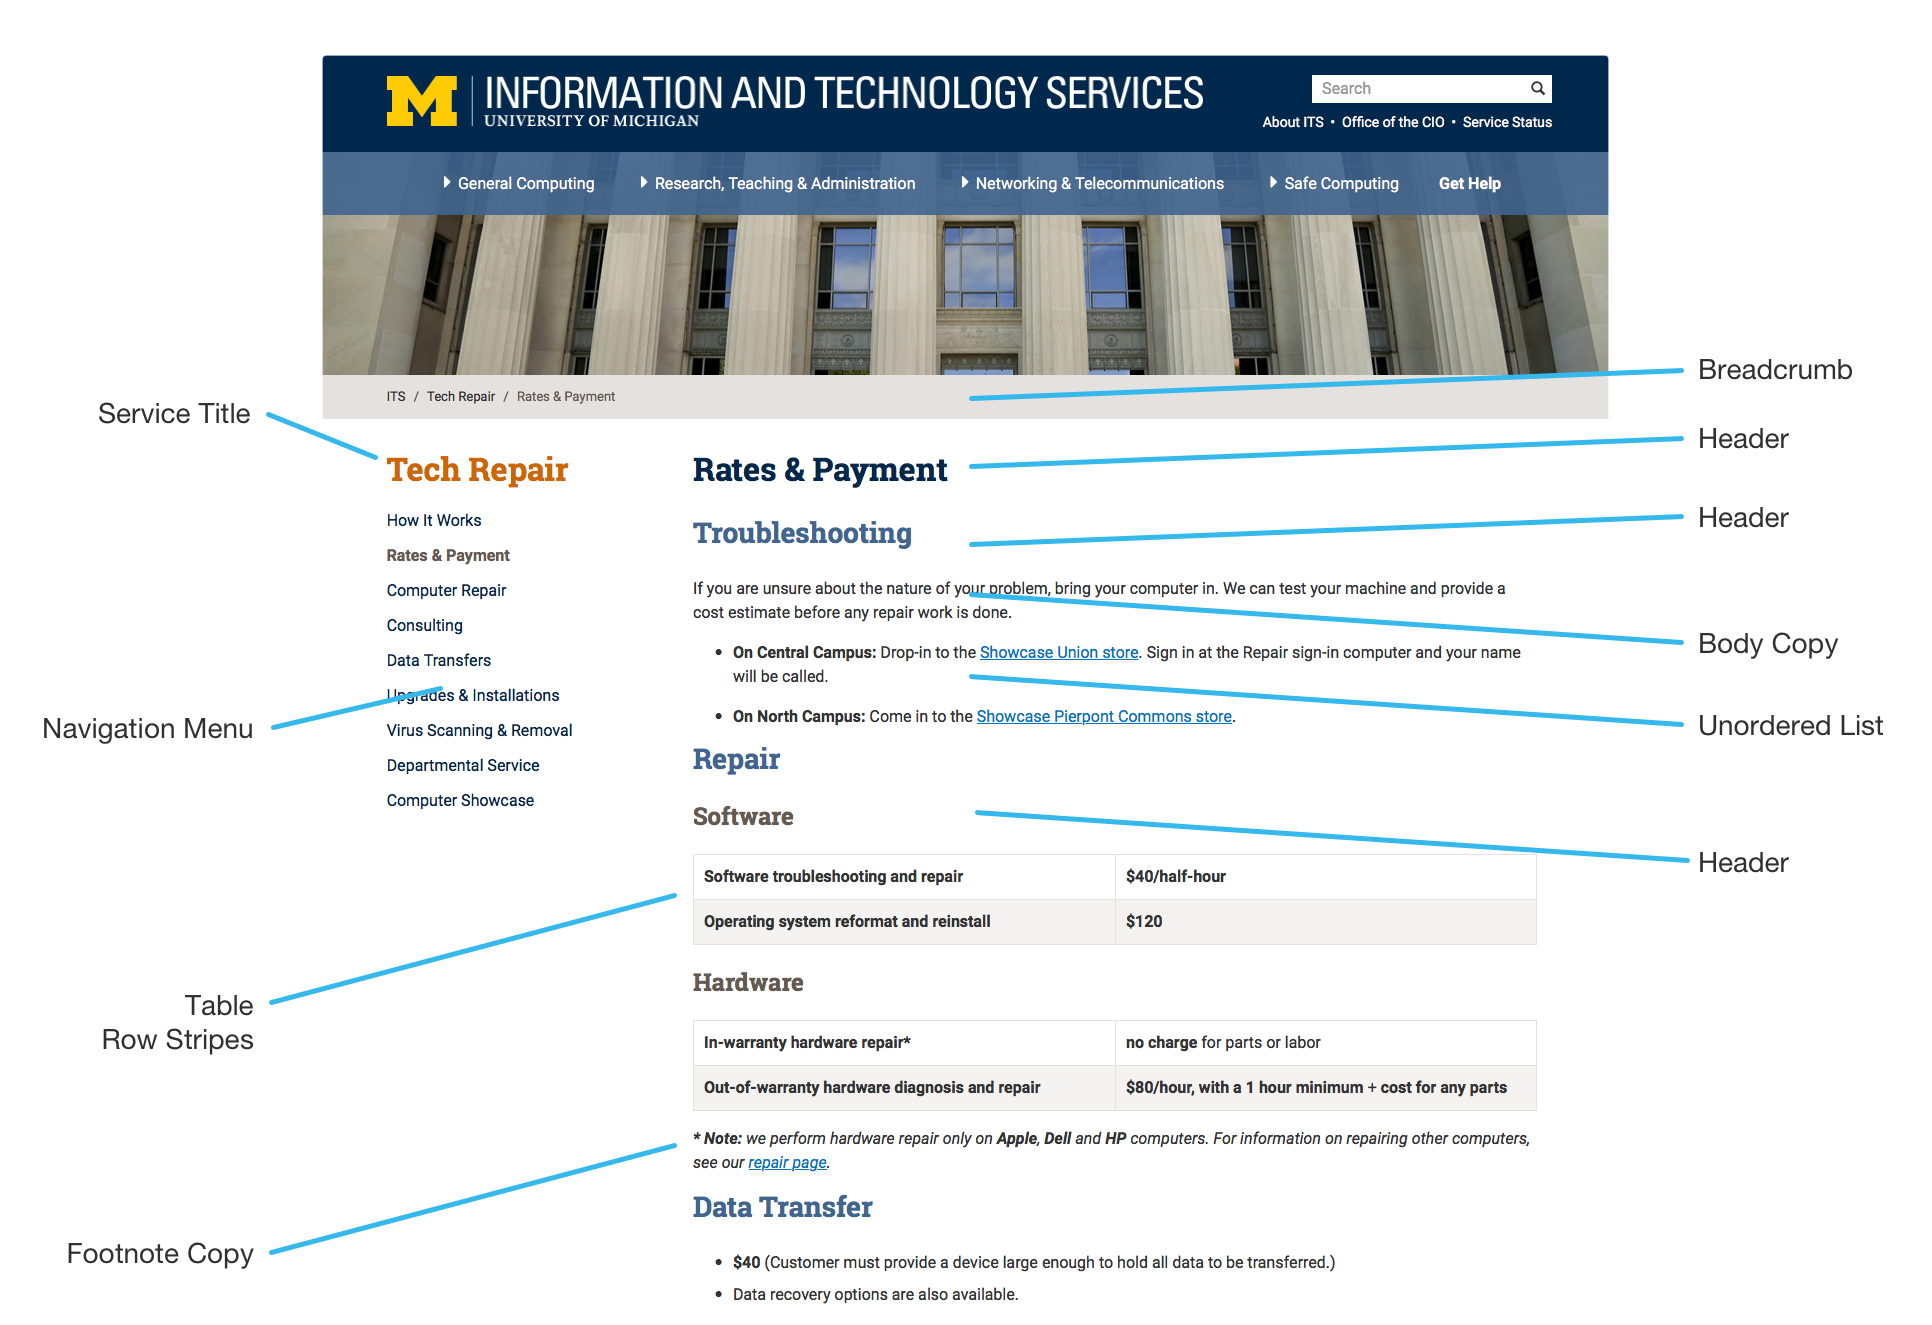 M
INFORMATION AND TECHNOLOGY SERVICES
UNIVERSITY OF MICHIGAN
Search
About ITS • Office of the CIO • Service Status
General Computing Research, Teaching & Administration Networking & Telecommunications Safe Computing Get Help
ITS / Tech Repair / Rates & Payment
Breadcrumb
Service Title
Header
Tech Repair
How It Works
Rates & Payment
Computer Repair
Consulting
Data Transfers
Upgrades & Installations
Virus Scanning & Removal
Departmental Service
Computer Showcase
Navigation Menu
Rates & Payment
Troubleshooting
Header
If you are unsure about the nature of your problem, bring your computer in. We can test your machine and provide a
cost estimate before any repair work is done.
Body Copy
• On Central Campus: Drop-in to the Showcase Union store. Sign in at the Repair sign-in computer and your name
will be called.
• On North Campus: Come in to the Showcase Pierpont Commons store.
Unordered List
Repair
Software
Header
Software troubleshooting and repair $40/half-hour
Operating system reformat and reinstall $120
Table
Row Stripes
Hardware
In-warranty hardware repair* no charge for parts or labor
Out-of-warranty hardware diagnosis and repair $80/hour, with a 1 hour minimum + cost for any parts
* Note: we perform hardware repair only on Apple, Dell and HP computers. For information on repairing other computers,
see our repair page.
Footnote Copy
Data Transfer
• $40 (Customer must provide a device large enough to hold all data to be transferred.)
• Data recovery options are also available.